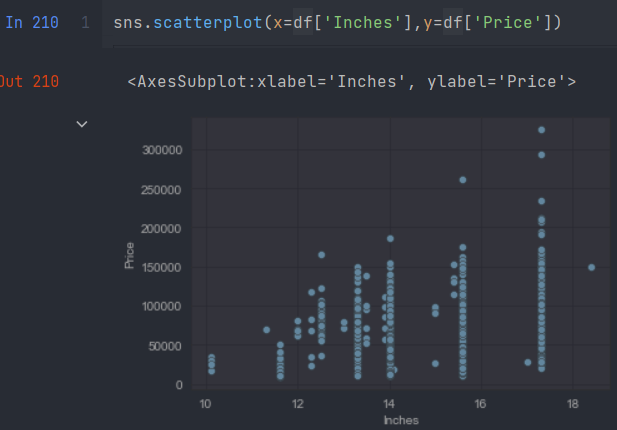 In 210 1 sns.scatterplot(x=df['Inches'],y=df['Price'])
Out 210 <AxesSubplot:xlabel='Inches', ylabel='Price'>
300000
250000
200000
150000
100000
50000
0
Price
10 12 14 16 18
Inches